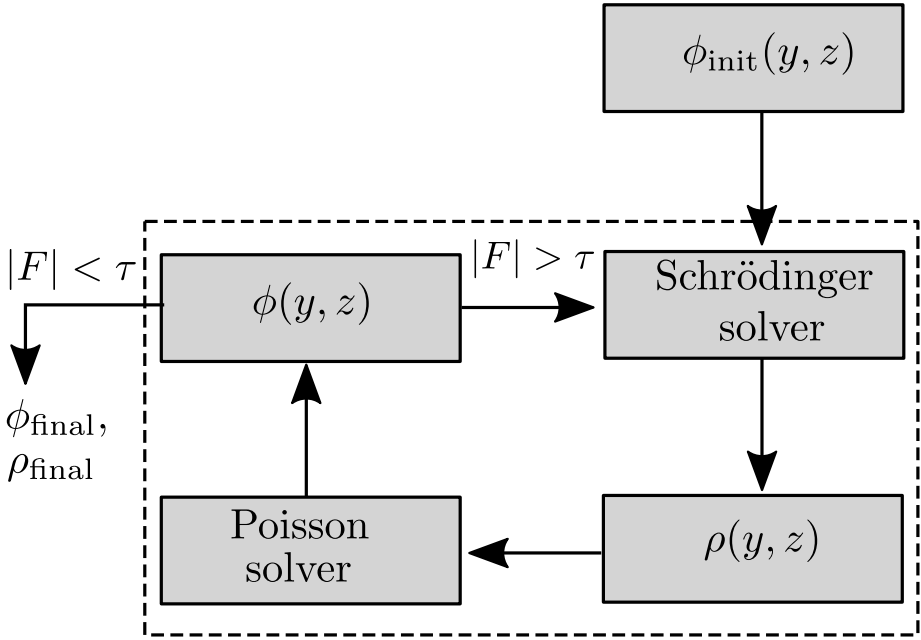 ϕ_init(y, z)
|F| < τ
ϕ(y, z)
|F| > τ
Schrödinger
solver
ϕ_final,
ρ_final
Poisson
solver
ρ(y, z)